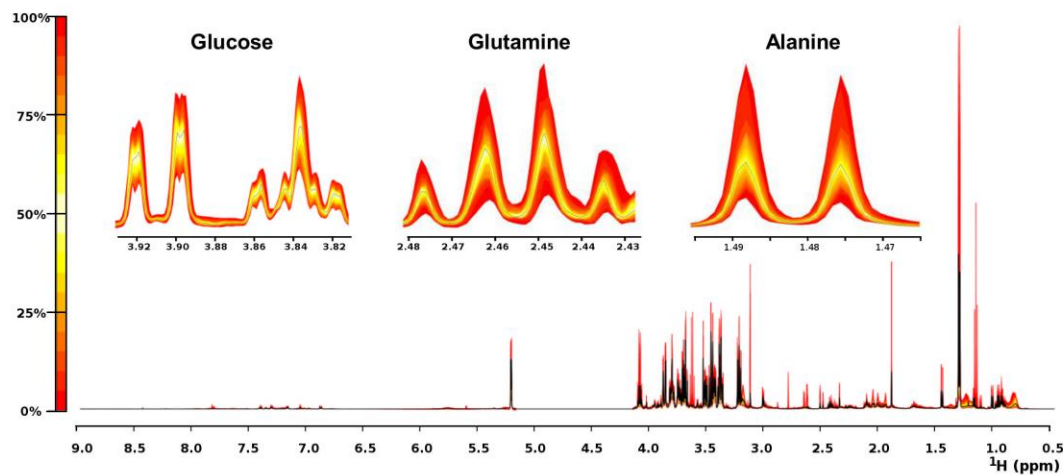 100%
75%
50%
25%
0%
Glucose
Glutamine
Alanine
3.92 3.90 3.88 3.86 3.84 3.82
2.48 2.47 2.46 2.45 2.44 2.43
1.49 1.48 1.47
9.0 8.5 8.0 7.5 7.0 6.5 6.0 5.5 5.0 4.5 4.0 3.5 3.0 2.5 2.0 1.5 1.0 0.5
¹H (ppm)